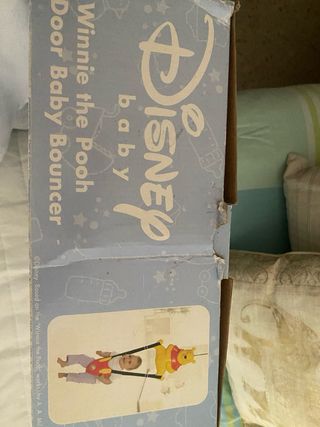 Disney
baby
Winnie the Pooh
Door Baby Bouncer -